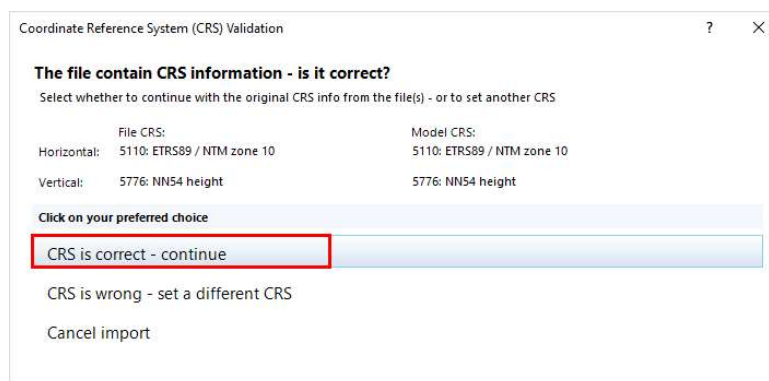 Coordinate Reference System (CRS) Validation ? ×
The file contain CRS information - is it correct?
Select whether to continue with the original CRS info from the file(s) - or to set another CRS
File CRS: Model CRS:
Horizontal: 5110: ETRS89 / NTM zone 10 5110: ETRS89 / NTM zone 10
Vertical: 5776: NN54 height 5776: NN54 height
Click on your preferred choice
CRS is correct - continue
CRS is wrong - set a different CRS
Cancel import